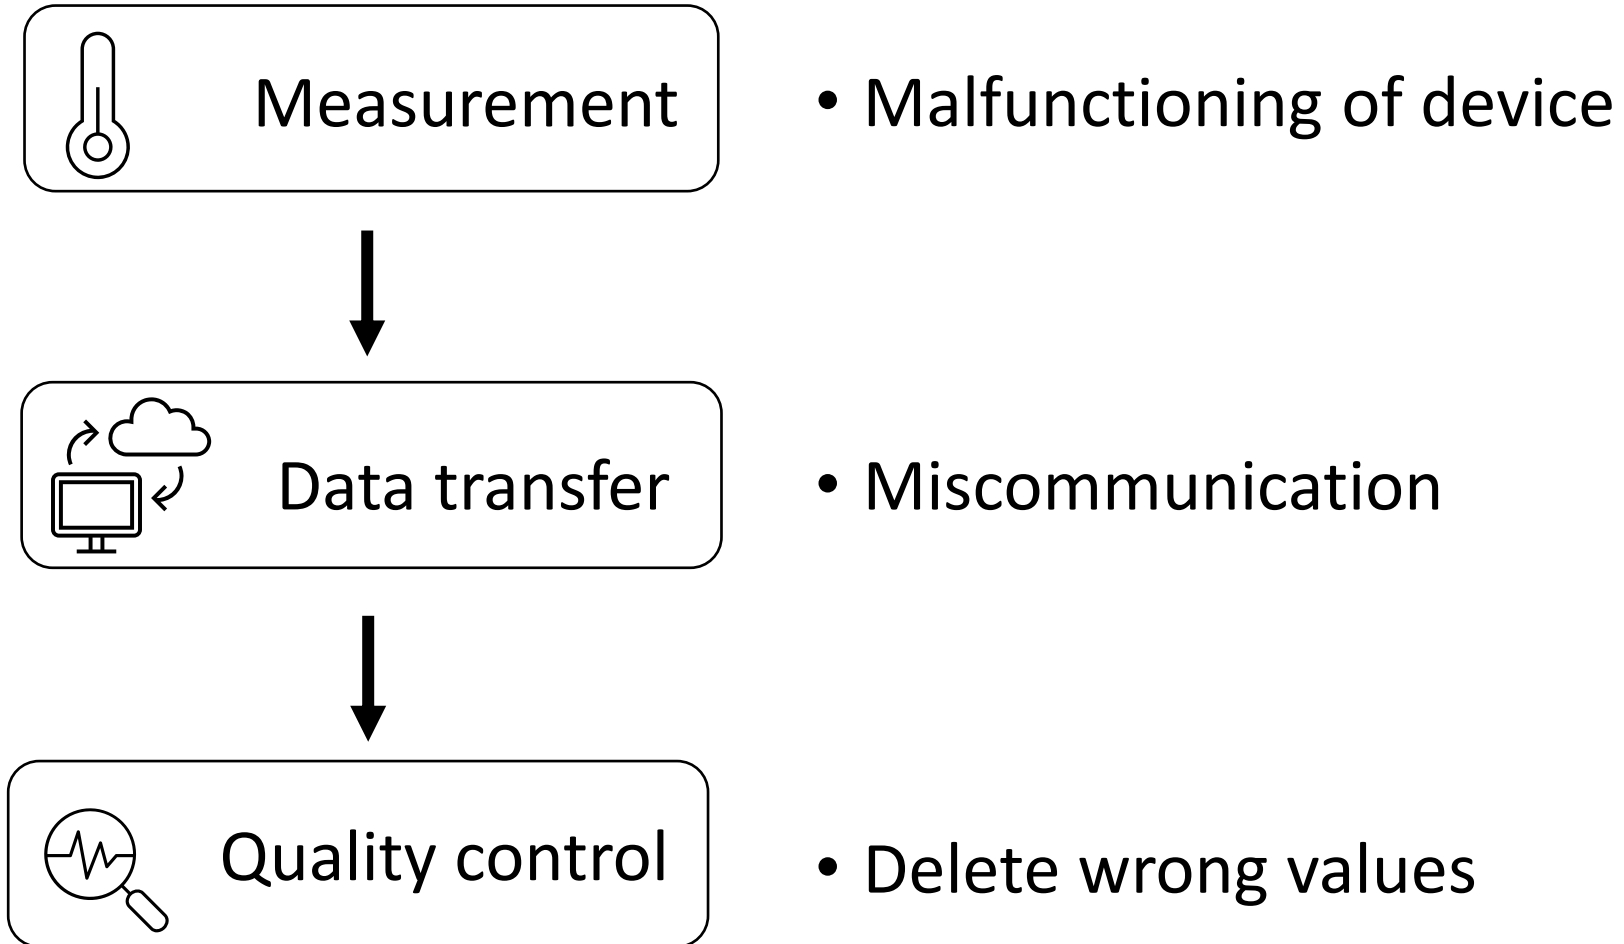 Measurement
• Malfunctioning of device
Data transfer
• Miscommunication
Quality control
• Delete wrong values